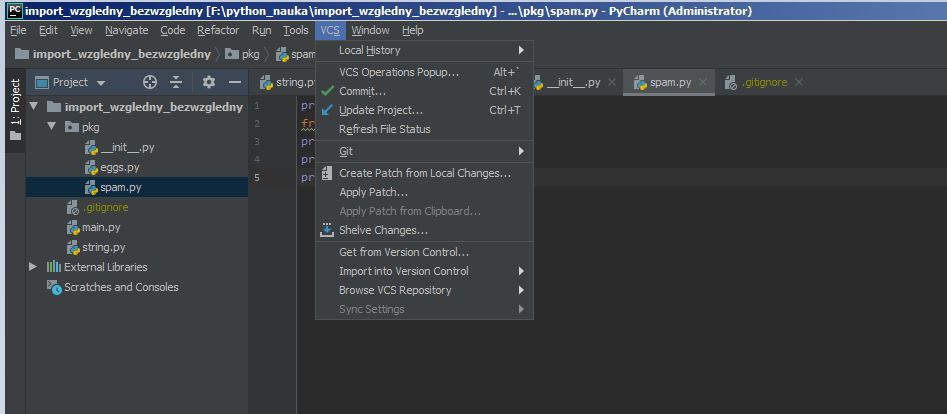 PC import_wzgledny_bezwzgledny [F:\python_nauka\import_wzgledny_bezwzgledny] - ...\pkg\spam.py - PyCharm (Administrator)
File Edit View Navigate Code Refactor Run Tools VCS Window Help
import_wzgledny_bezwzgledny pkg spam
Project string.py __init__.py spam.py .gitignore
1: Project
import_wzgledny_bezwzgledny
pkg
__init__.py
eggs.py
spam.py
.gitignore
main.py
string.py
External Libraries
Scratches and Consoles
1 pr
2 fr
3 pr
4 pr
5 pr
Local History
VCS Operations Popup... Alt+`
Commit... Ctrl+K
Update Project... Ctrl+T
Refresh File Status
Git
Create Patch from Local Changes...
Apply Patch...
Apply Patch from Clipboard...
Shelve Changes...
Get from Version Control...
Import into Version Control
Browse VCS Repository
Sync Settings